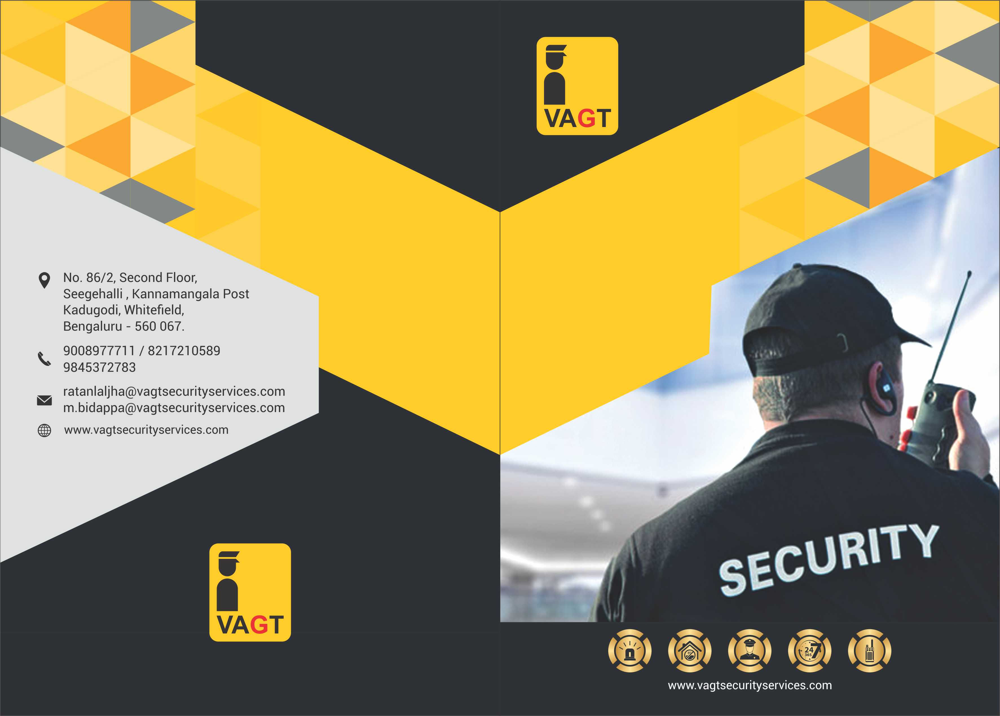 No. 86/2, Second Floor,
Seegehalli , Kannamangala Post
Kadugodi, Whitefield,
Bengaluru - 560 067.
9008977711 / 8217210589
9845372783
ratanlaljha@vagtsecurityservices.com
m.bidappa@vagtsecurityservices.com
www.vagtsecurityservices.com
VAGT
VAGT
SECURITY
24
7
365
www.vagtsecurityservices.com